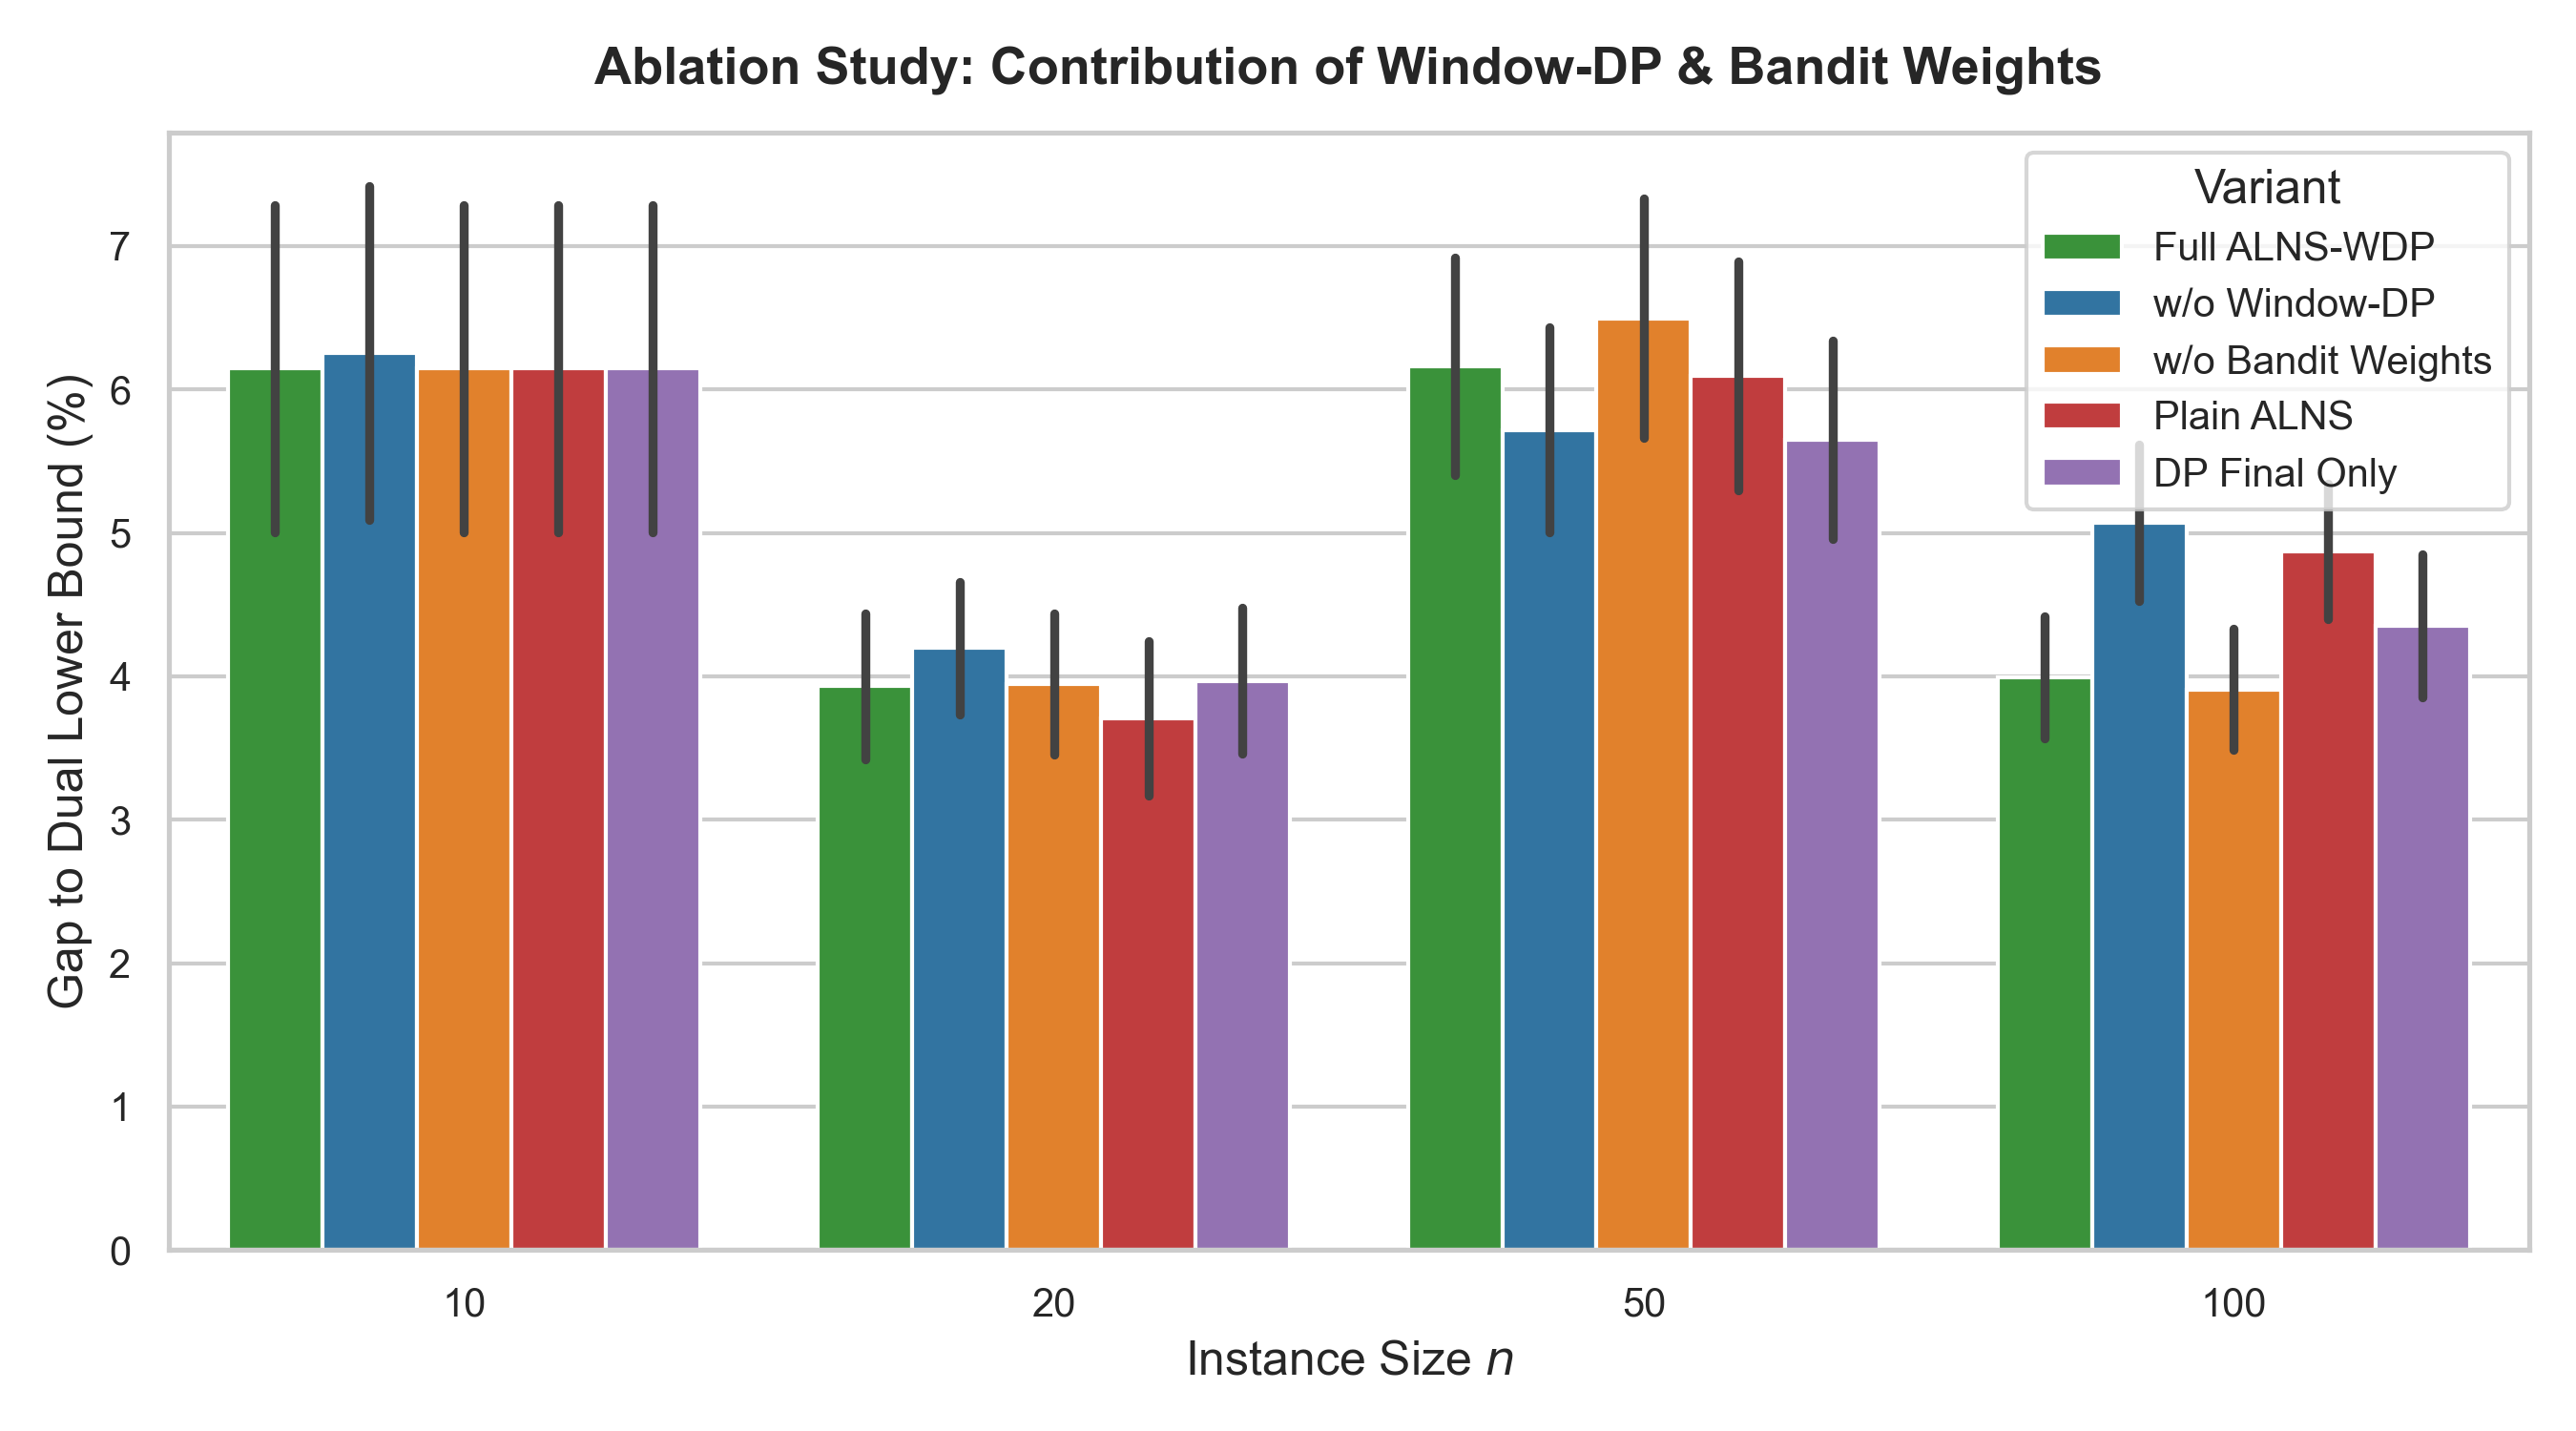 Ablation Study: Contribution of Window-DP & Bandit Weights
Gap to Dual Lower Bound (%)
7
6
5
4
3
2
1
0
Variant
Full ALNS-WDP
w/o Window-DP
w/o Bandit Weights
Plain ALNS
DP Final Only
10 20 50 100
Instance Size n